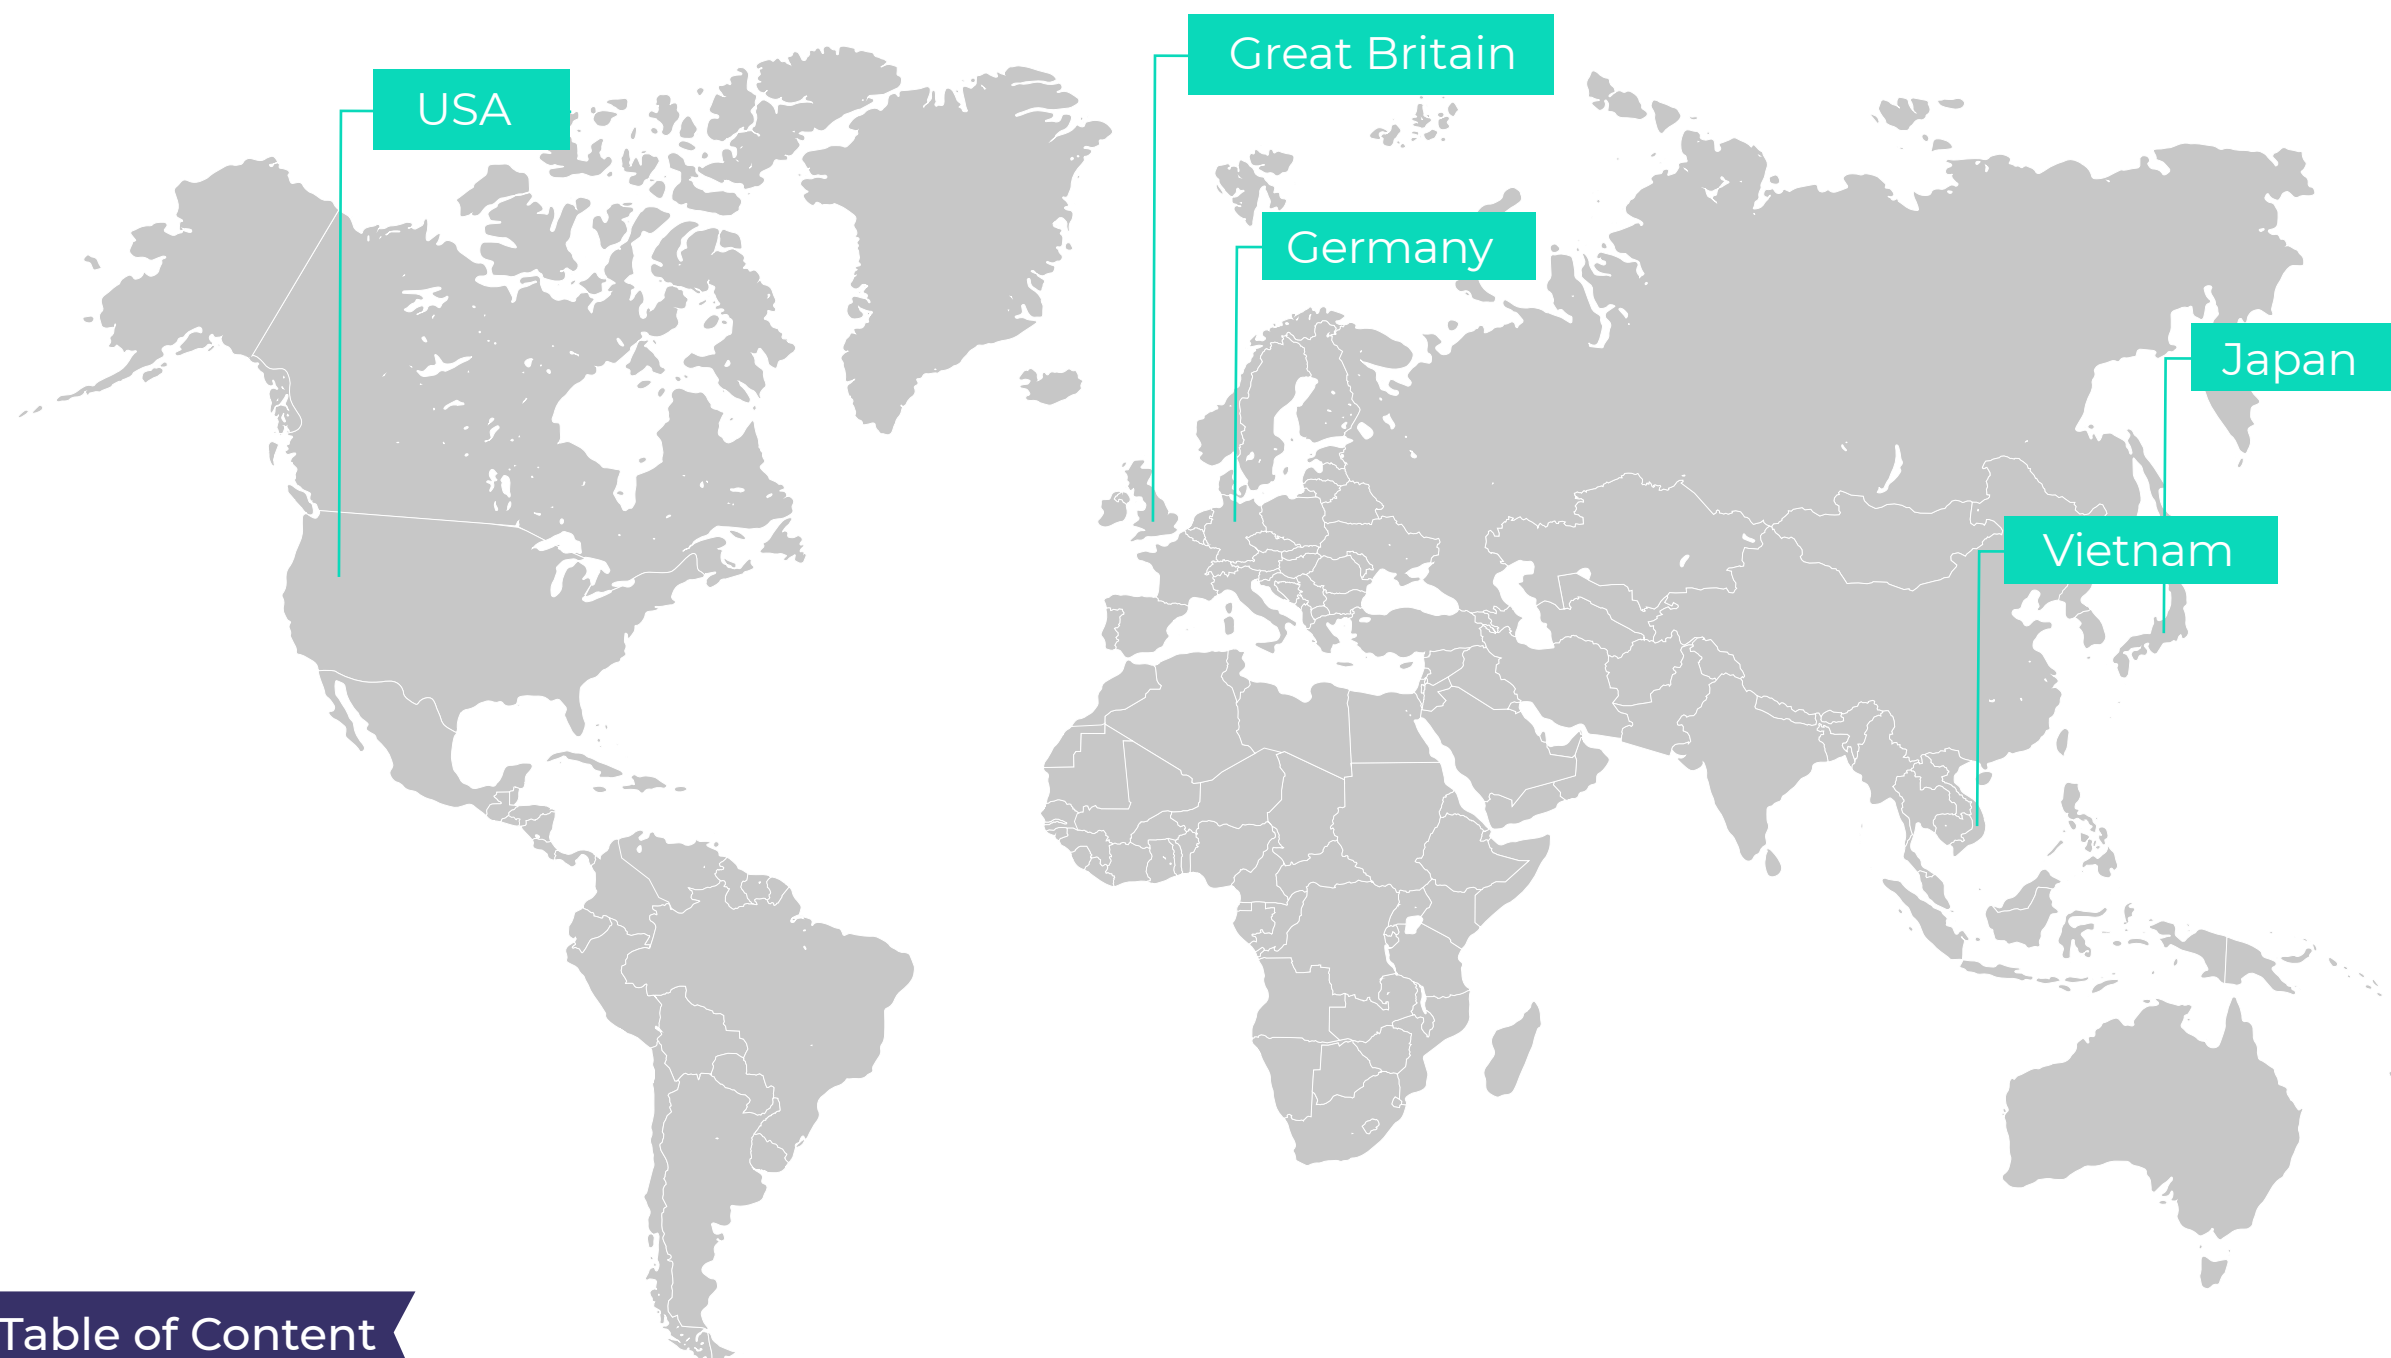 Great Britain
USA
Germany
Japan
Vietnam
Table of Content